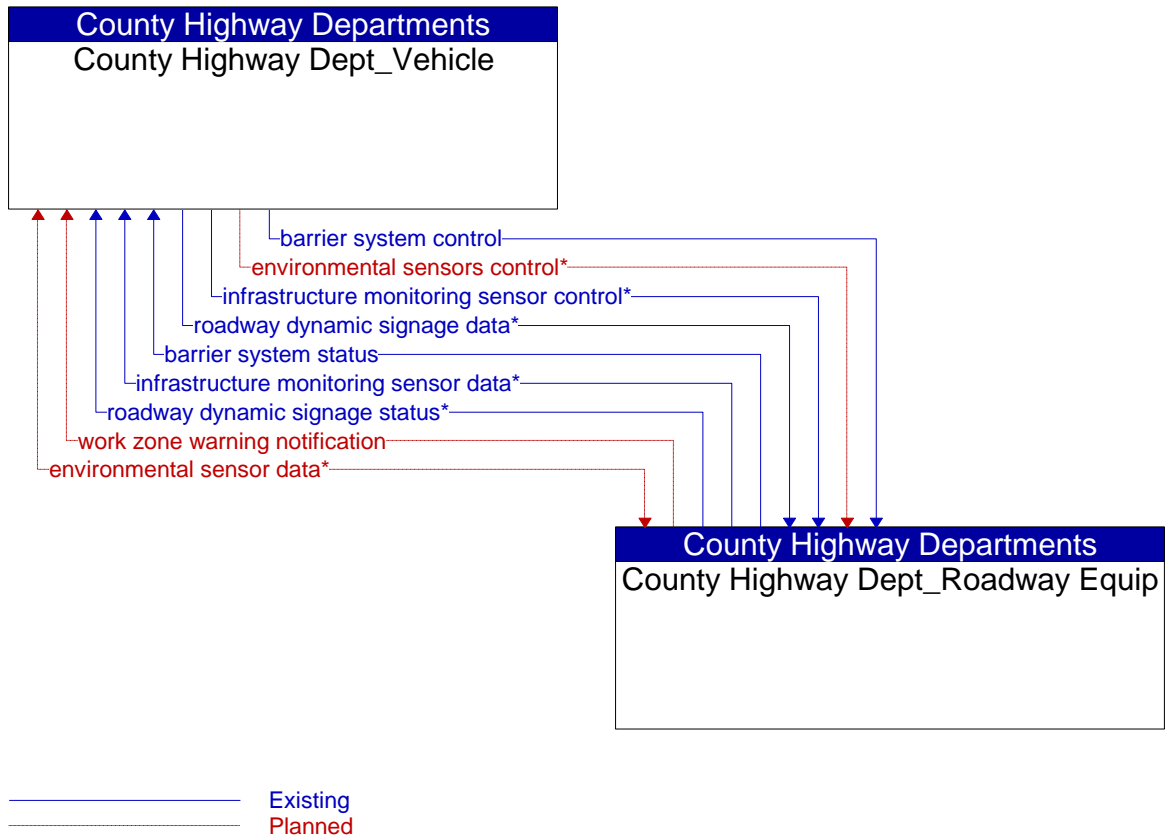 County Highway Departments
County Highway Dept_Vehicle
barrier system control
environmental sensors control*
infrastructure monitoring sensor control*
roadway dynamic signage data*
barrier system status
infrastructure monitoring sensor data*
roadway dynamic signage status*
work zone warning notification
environmental sensor data*
County Highway Departments
County Highway Dept_Roadway Equip
Existing
Planned